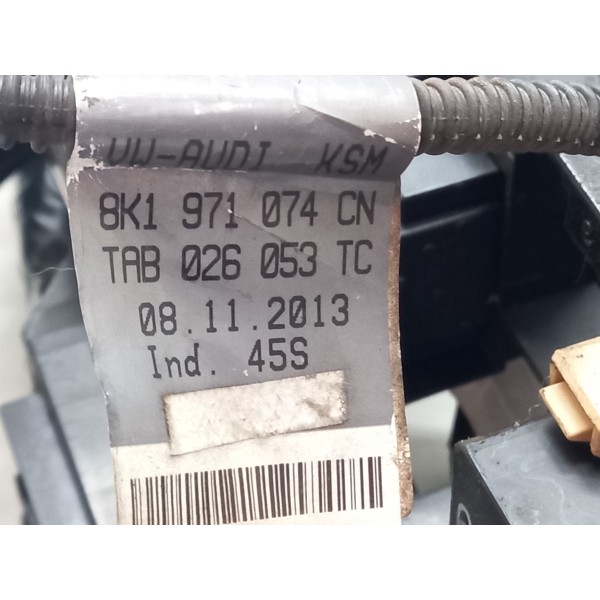 VW-AUDI KSM
8K1 971 074 CN
TAB 026 053 TC
08.11.2013
Ind. 45S